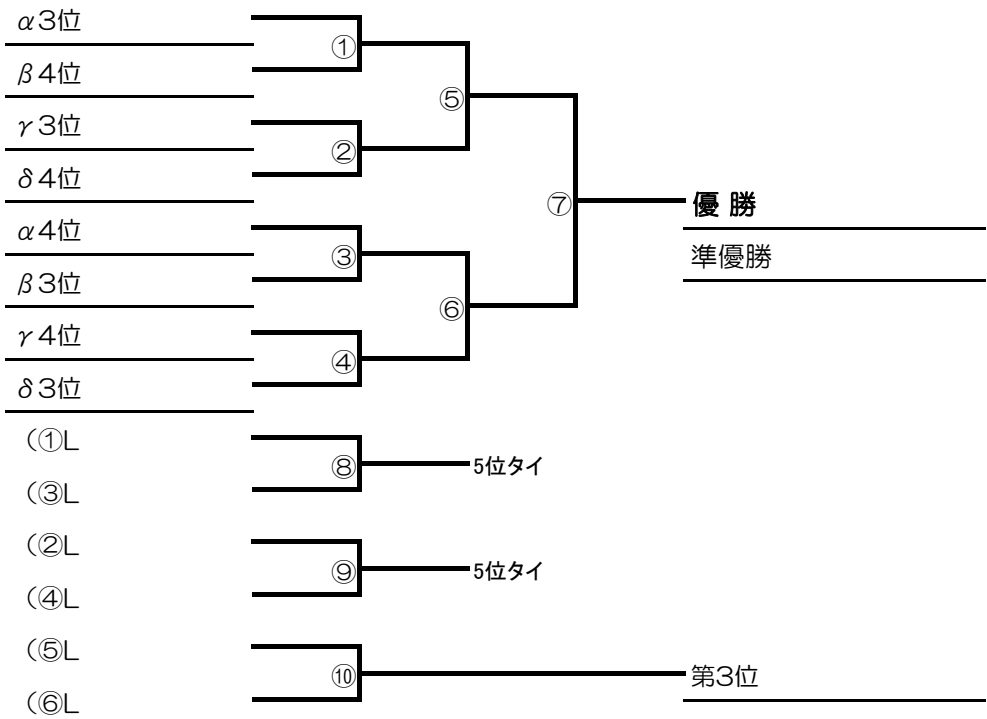 α3位
①
β4位
⑤
γ3位
②
δ4位
⑦
優 勝
α4位
③
準優勝
β3位
⑥
γ4位
④
δ3位
(①L
⑧
5位タイ
(③L
(②L
⑨
5位タイ
(④L
(⑤L
⑩
第3位
(⑥L